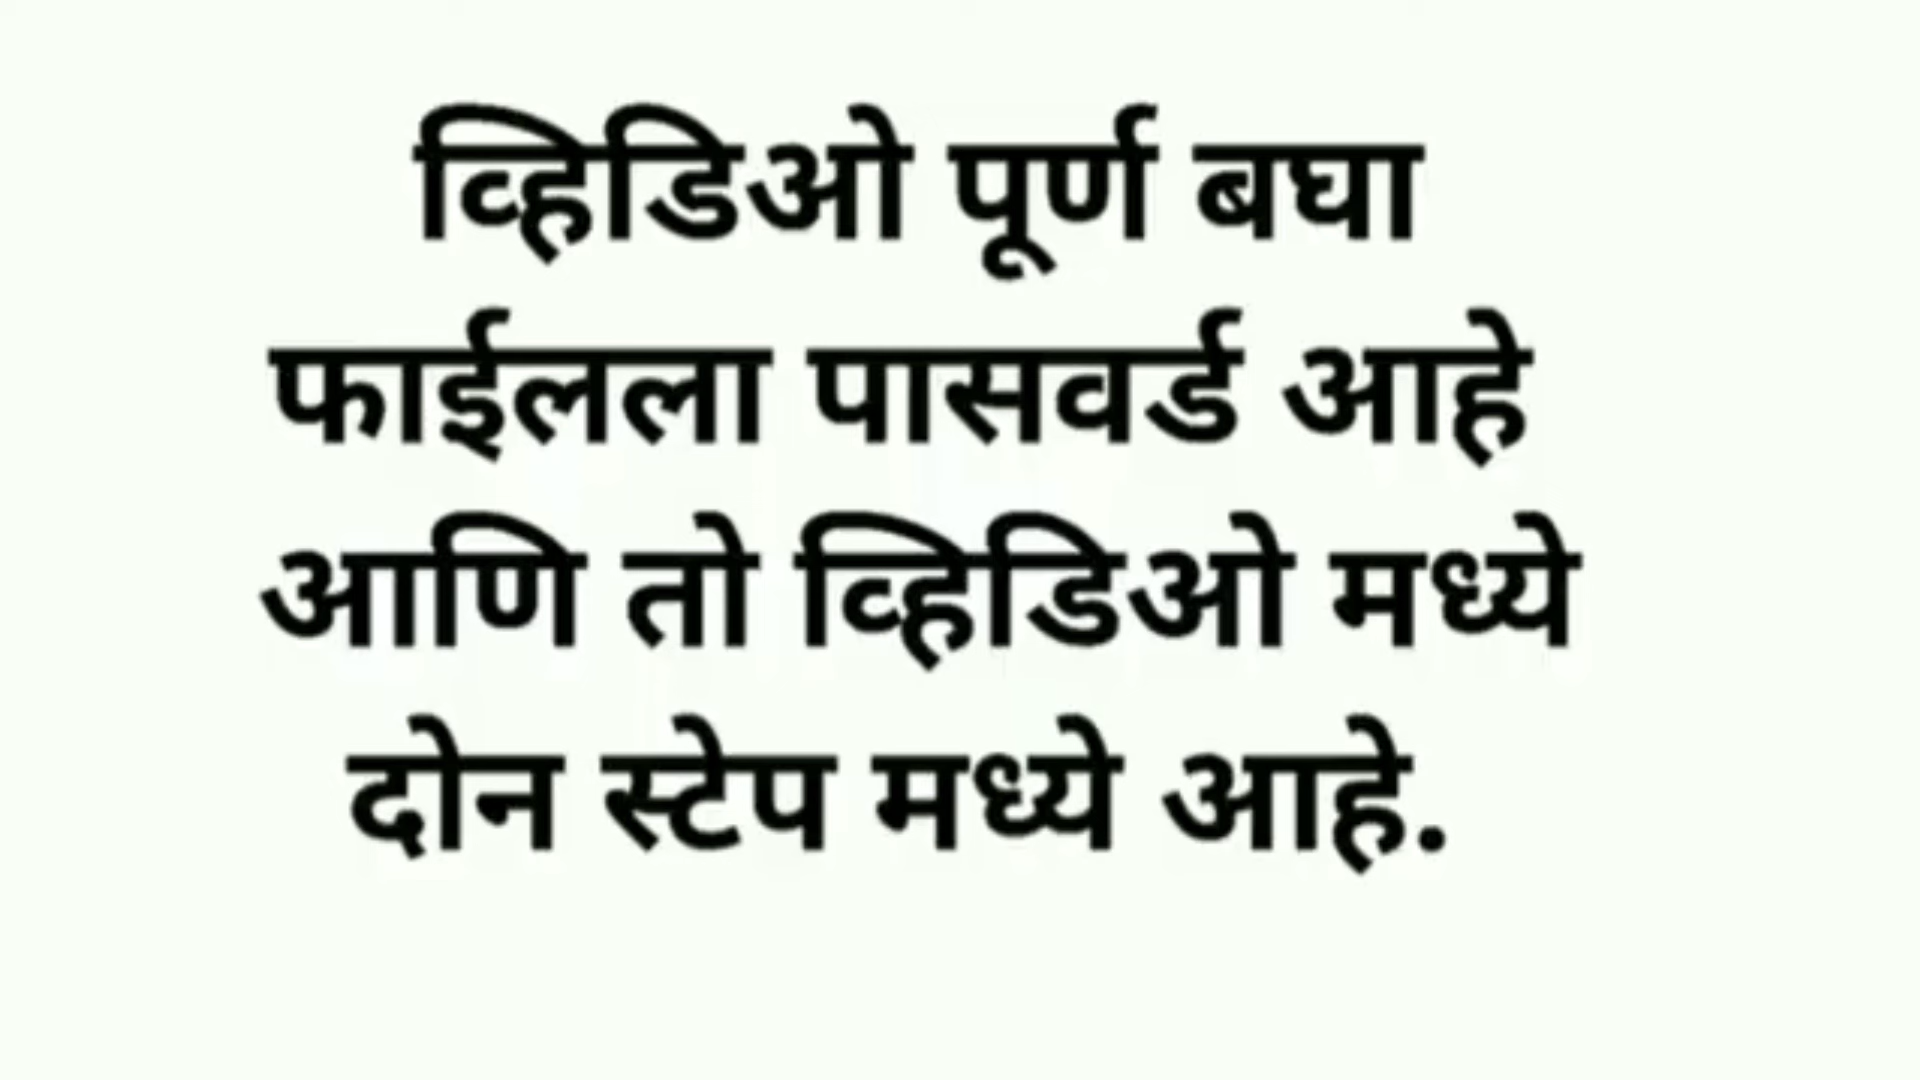 व्हिडिओ पूर्ण बघा
फाईलला पासवर्ड आहे
आणि तो व्हिडिओ मध्ये
दोन स्टेप मध्ये आहे.